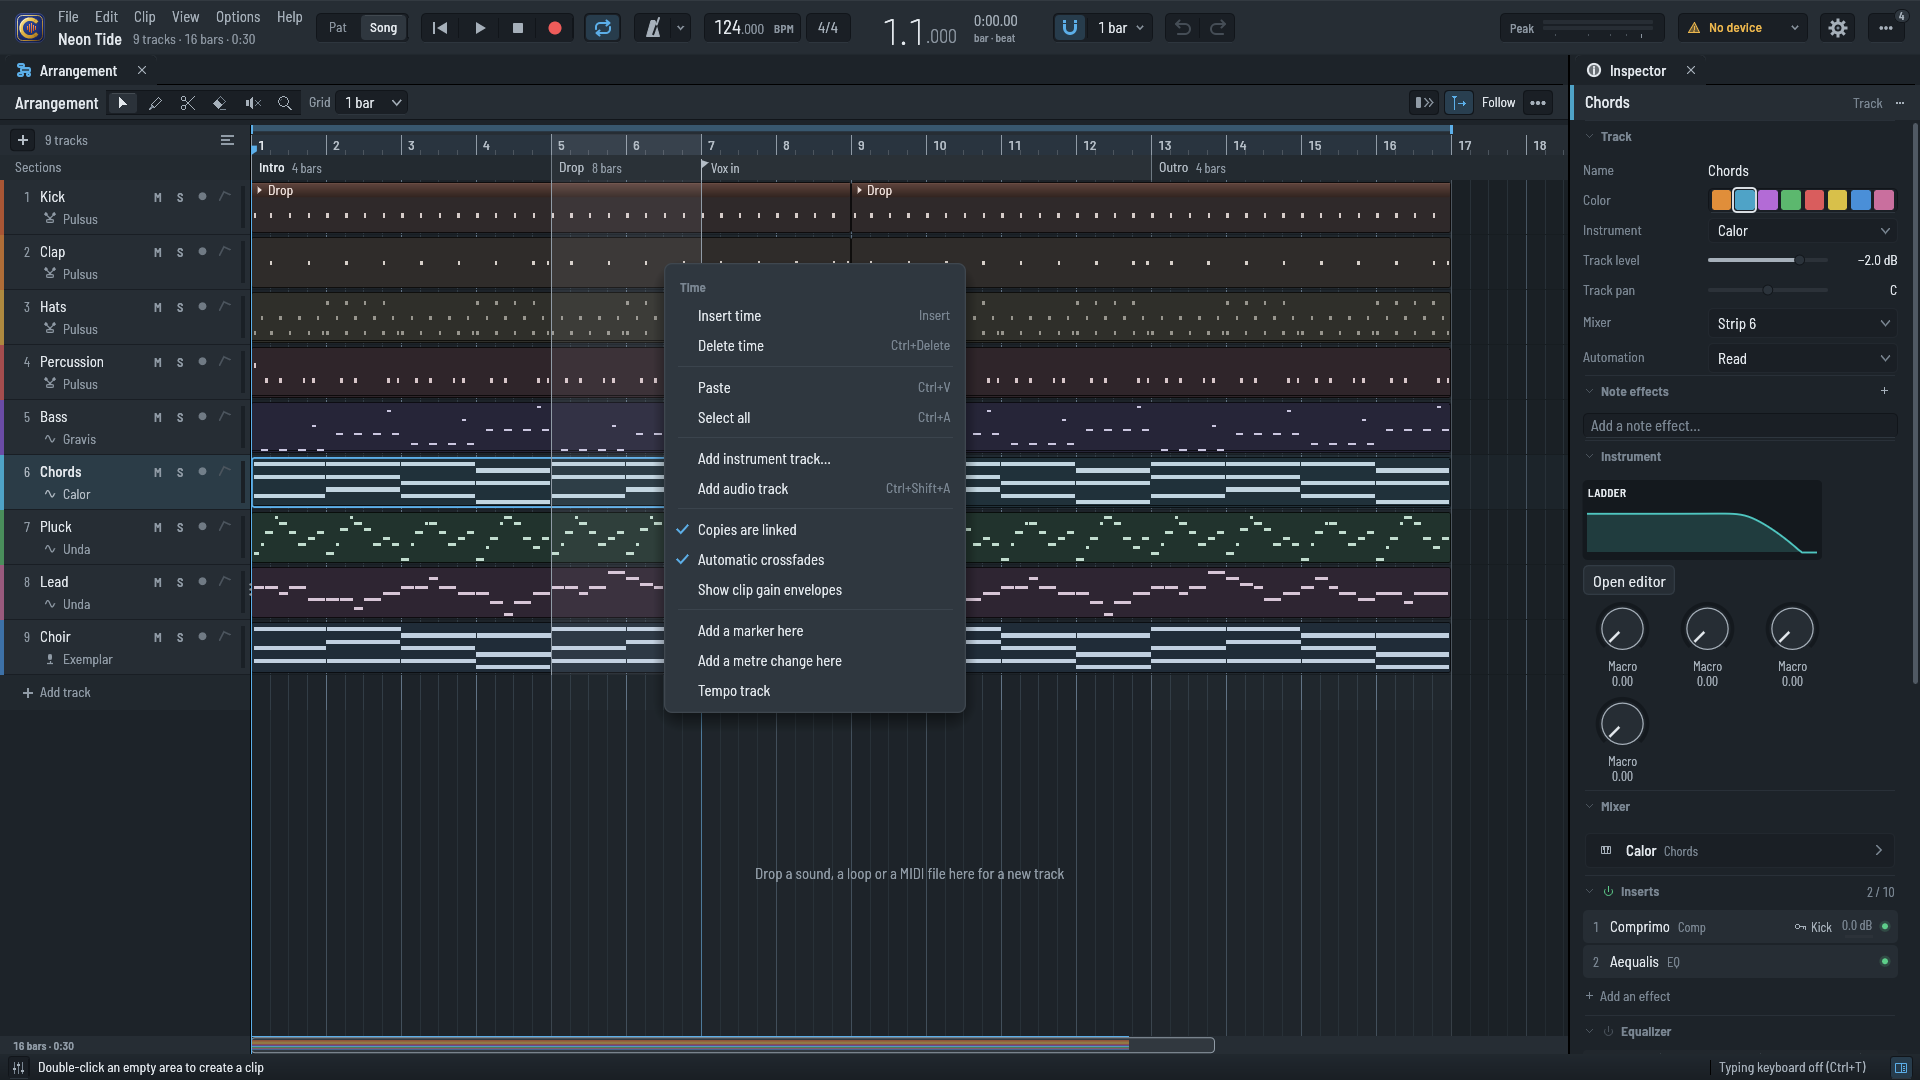 File Edit Clip View Options Help
Neon Tide 9 tracks · 16 bars · 0:30
Pat Song
124.000 BPM 4/4
1.1.000
0:00.00
bar · beat
1 bar
Peak
No device
4
Arrangement
Inspector
Arrangement Grid 1 bar
Follow
Chords Track
9 tracks
1 2 3 4 5 6 7 8 9 10 11 12 13 14 15 16 17 18
Sections
Intro 4 bars
Drop 8 bars
Vox in
Outro 4 bars
1 Kick M S
Pulsus
Drop
Drop
2 Clap M S
Pulsus
3 Hats M S
Pulsus
4 Percussion M S
Pulsus
5 Bass M S
Gravis
6 Chords M S
Calor
7 Pluck M S
Unda
8 Lead M S
Unda
9 Choir M S
Exemplar
Add track
Time
Insert time Insert
Delete time Ctrl+Delete
Paste Ctrl+V
Select all Ctrl+A
Add instrument track...
Add audio track Ctrl+Shift+A
Copies are linked
Automatic crossfades
Show clip gain envelopes
Add a marker here
Add a metre change here
Tempo track
Drop a sound, a loop or a MIDI file here for a new track
Track
Name Chords
Color
Instrument Calor
Track level −2.0 dB
Track pan C
Mixer Strip 6
Automation Read
Note effects
Add a note effect...
Instrument
LADDER
Open editor
Macro Macro Macro
0.00 0.00 0.00
Macro
0.00
Mixer
Calor Chords
Inserts 2 / 10
1 Comprimo Comp Kick 0.0 dB
2 Aequalis EQ
Add an effect
Equalizer
16 bars · 0:30
Double-click an empty area to create a clip
Typing keyboard off (Ctrl+T)